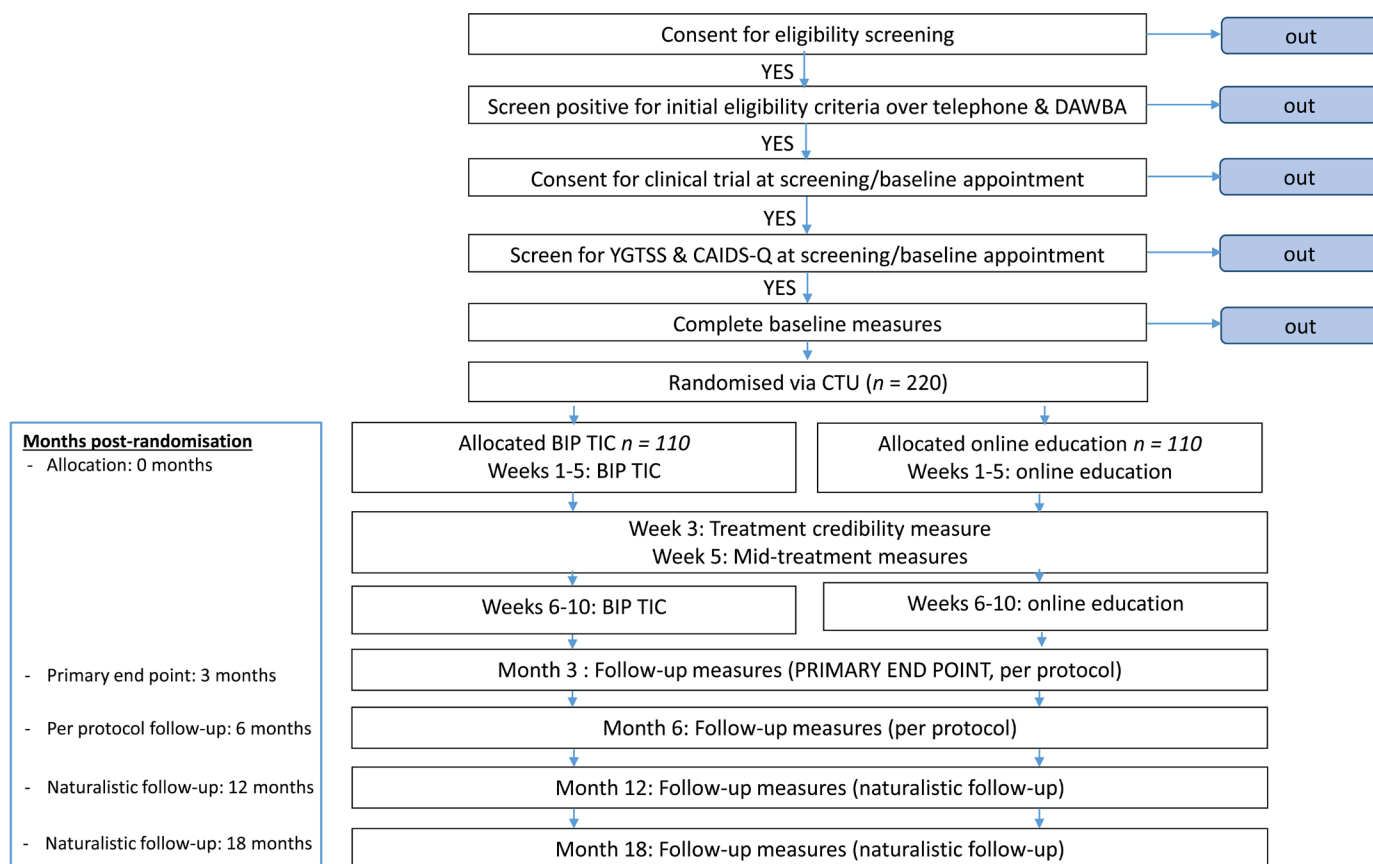 Consent for eligibility screening
out
YES
Screen positive for initial eligibility criteria over telephone & DAWBA
out
YES
Consent for clinical trial at screening/baseline appointment
out
YES
Screen for YGTSS & CAIDS-Q at screening/baseline appointment
out
YES
Complete baseline measures
out
Randomised via CTU (n = 220)
Months post-randomisation
- Allocation: 0 months
Allocated BIP TIC n = 110
Weeks 1-5: BIP TIC
Allocated online education n = 110
Weeks 1-5: online education
Week 3: Treatment credibility measure
Week 5: Mid-treatment measures
Weeks 6-10: BIP TIC
Weeks 6-10: online education
- Primary end point: 3 months
Month 3 : Follow-up measures (PRIMARY END POINT, per protocol)
- Per protocol follow-up: 6 months
Month 6: Follow-up measures (per protocol)
- Naturalistic follow-up: 12 months
Month 12: Follow-up measures (naturalistic follow-up)
- Naturalistic follow-up: 18 months
Month 18: Follow-up measures (naturalistic follow-up)